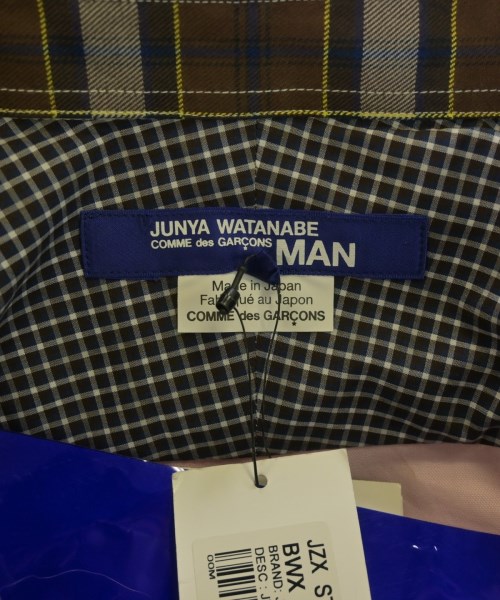 JUNYA WATANABE
COMME des GARÇONS MAN
Made in Japan
Fabriqué au Japon
COMME des GARÇONS
JZX
BWX
BRAND:
DESC :
00M